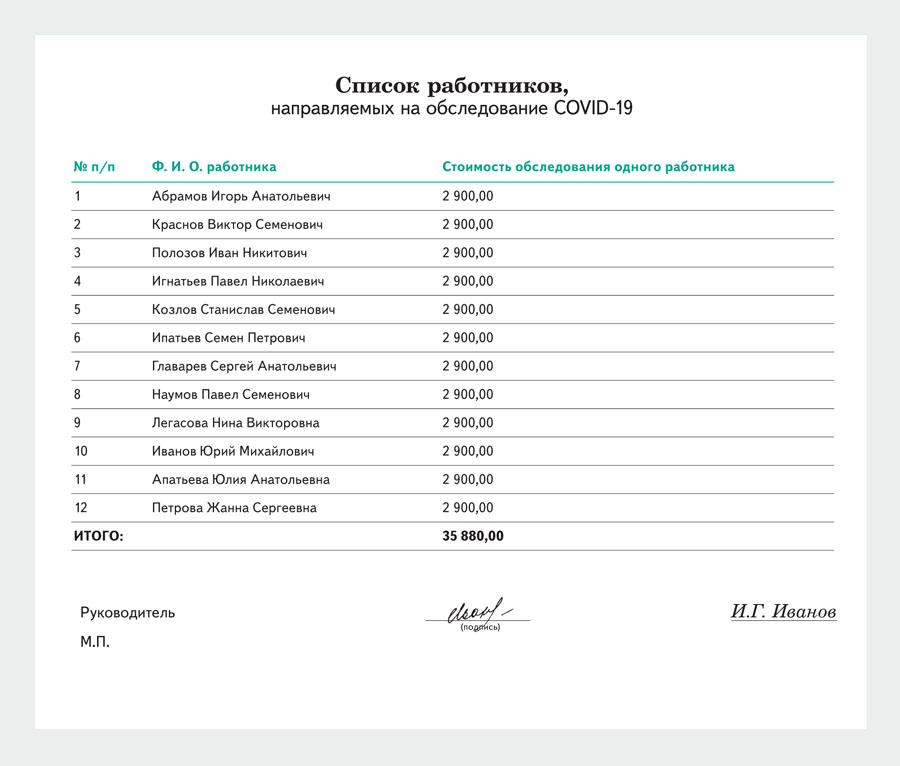 Список работников,
направляемых на обследование COVID-19
№ п/п Ф. И. О. работника Стоимость обследования одного работника
1 Абрамов Игорь Анатольевич 2 900,00
2 Краснов Виктор Семенович 2 900,00
3 Полозов Иван Никитович 2 900,00
4 Игнатьев Павел Николаевич 2 900,00
5 Козлов Станислав Семенович 2 900,00
6 Ипатьев Семен Петрович 2 900,00
7 Главарев Сергей Анатольевич 2 900,00
8 Наумов Павел Семенович 2 900,00
9 Легасова Нина Викторовна 2 900,00
10 Иванов Юрий Михайлович 2 900,00
11 Апатьева Юлия Анатольевна 2 900,00
12 Петрова Жанна Сергеевна 2 900,00
ИТОГО: 35 880,00
Руководитель И.Г. Иванов
(подпись)
М.П.